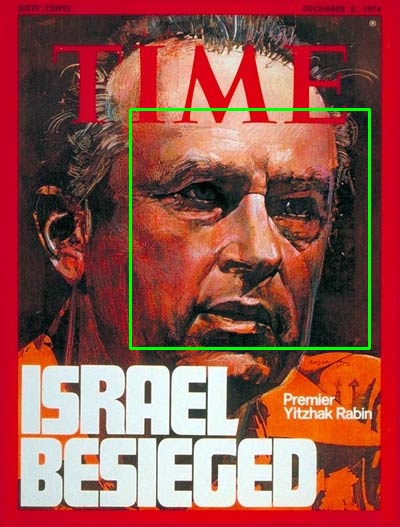 SIXTY CENTS
DECEMBER 2, 1974
TIME
ISRAEL
BESIEGED
Premier
Yitzhak Rabin